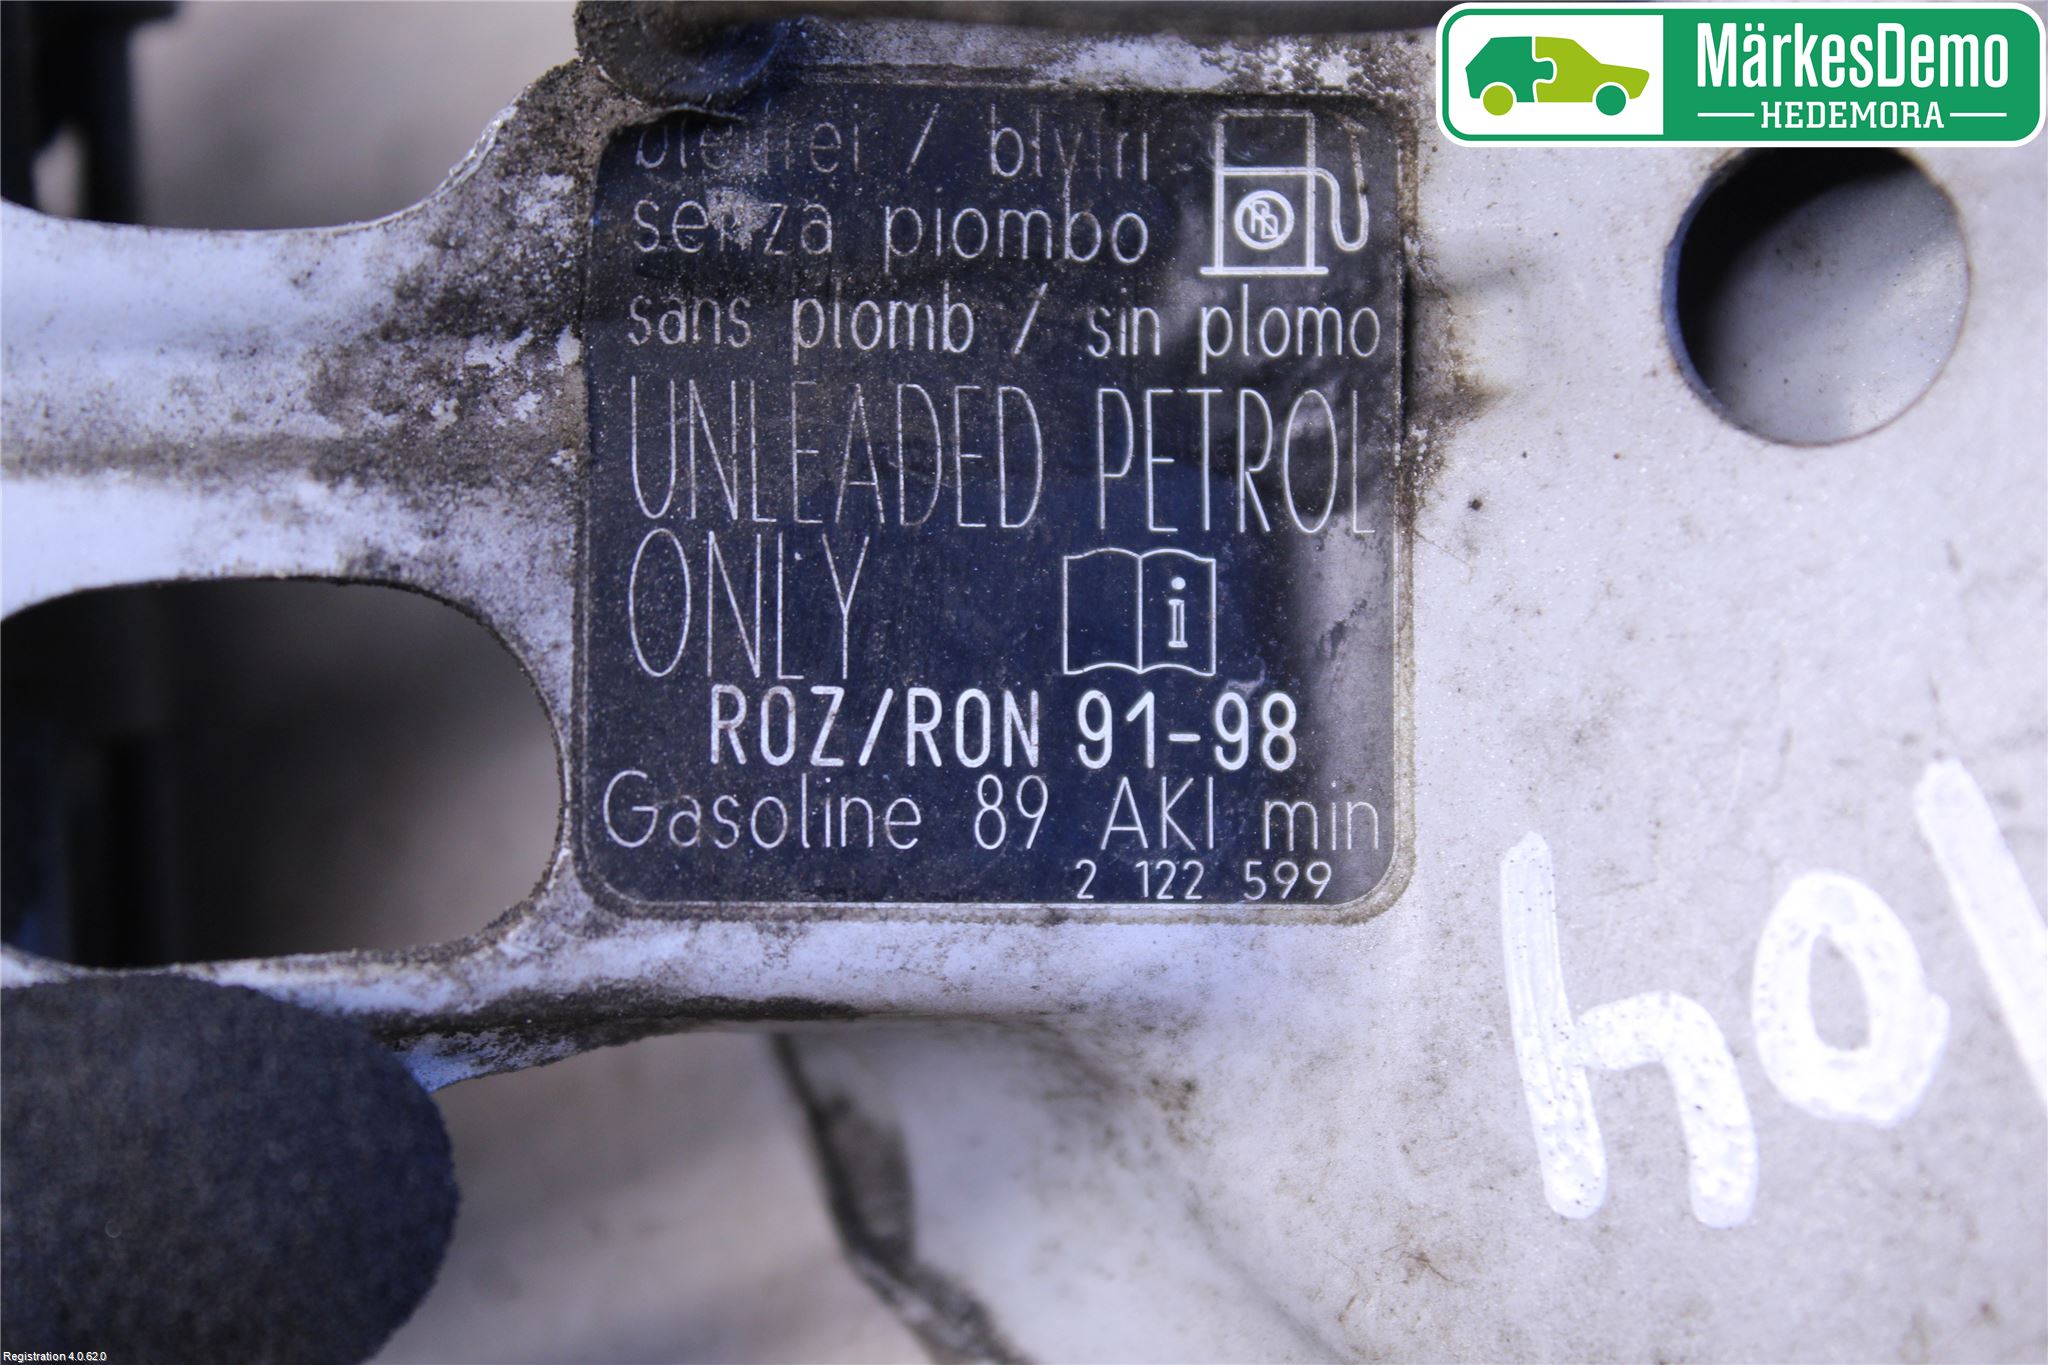 MärkesDemo
HEDEMORA
bleifrei / blyfri
senza piombo
Pb
sans plomb / sin plomo
UNLEADED PETROL
ONLY
i
ROZ/RON 91-98
Gasoline 89 AKI min
2 122 599
Registration 4.0.62.0